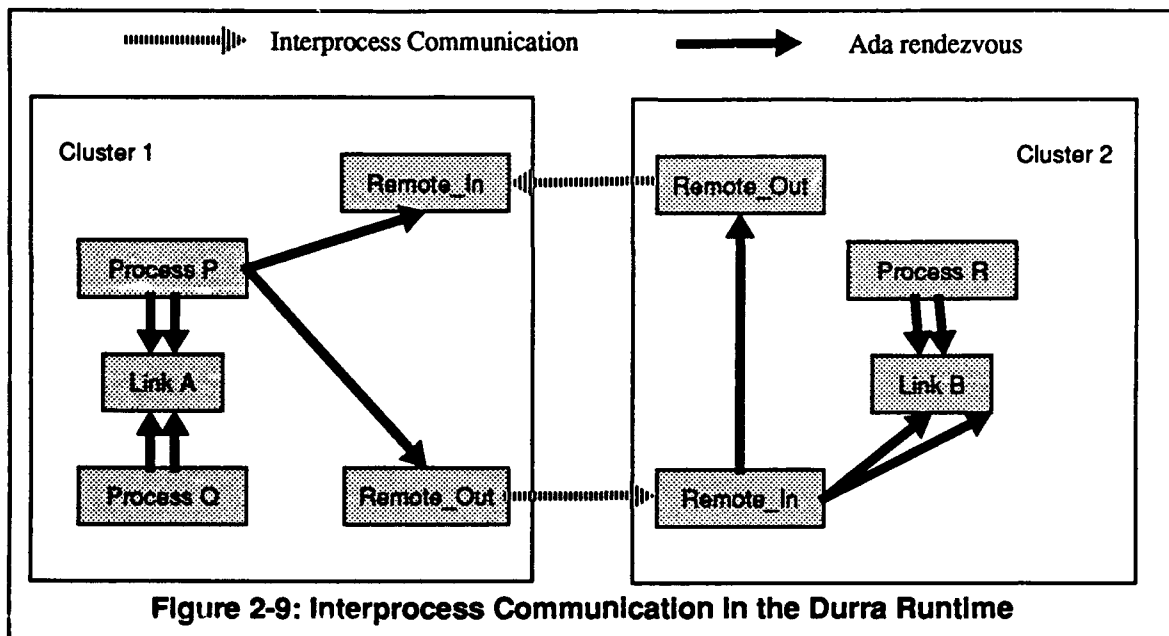 Interprocess Communication
Ada rendezvous
Cluster 1
Cluster 2
Remote_In
Remote_Out
Process P
Process R
Link A
Link B
Process Q
Remote_Out
Remote_In
Figure 2-9: Interprocess Communication in the Durra Runtime